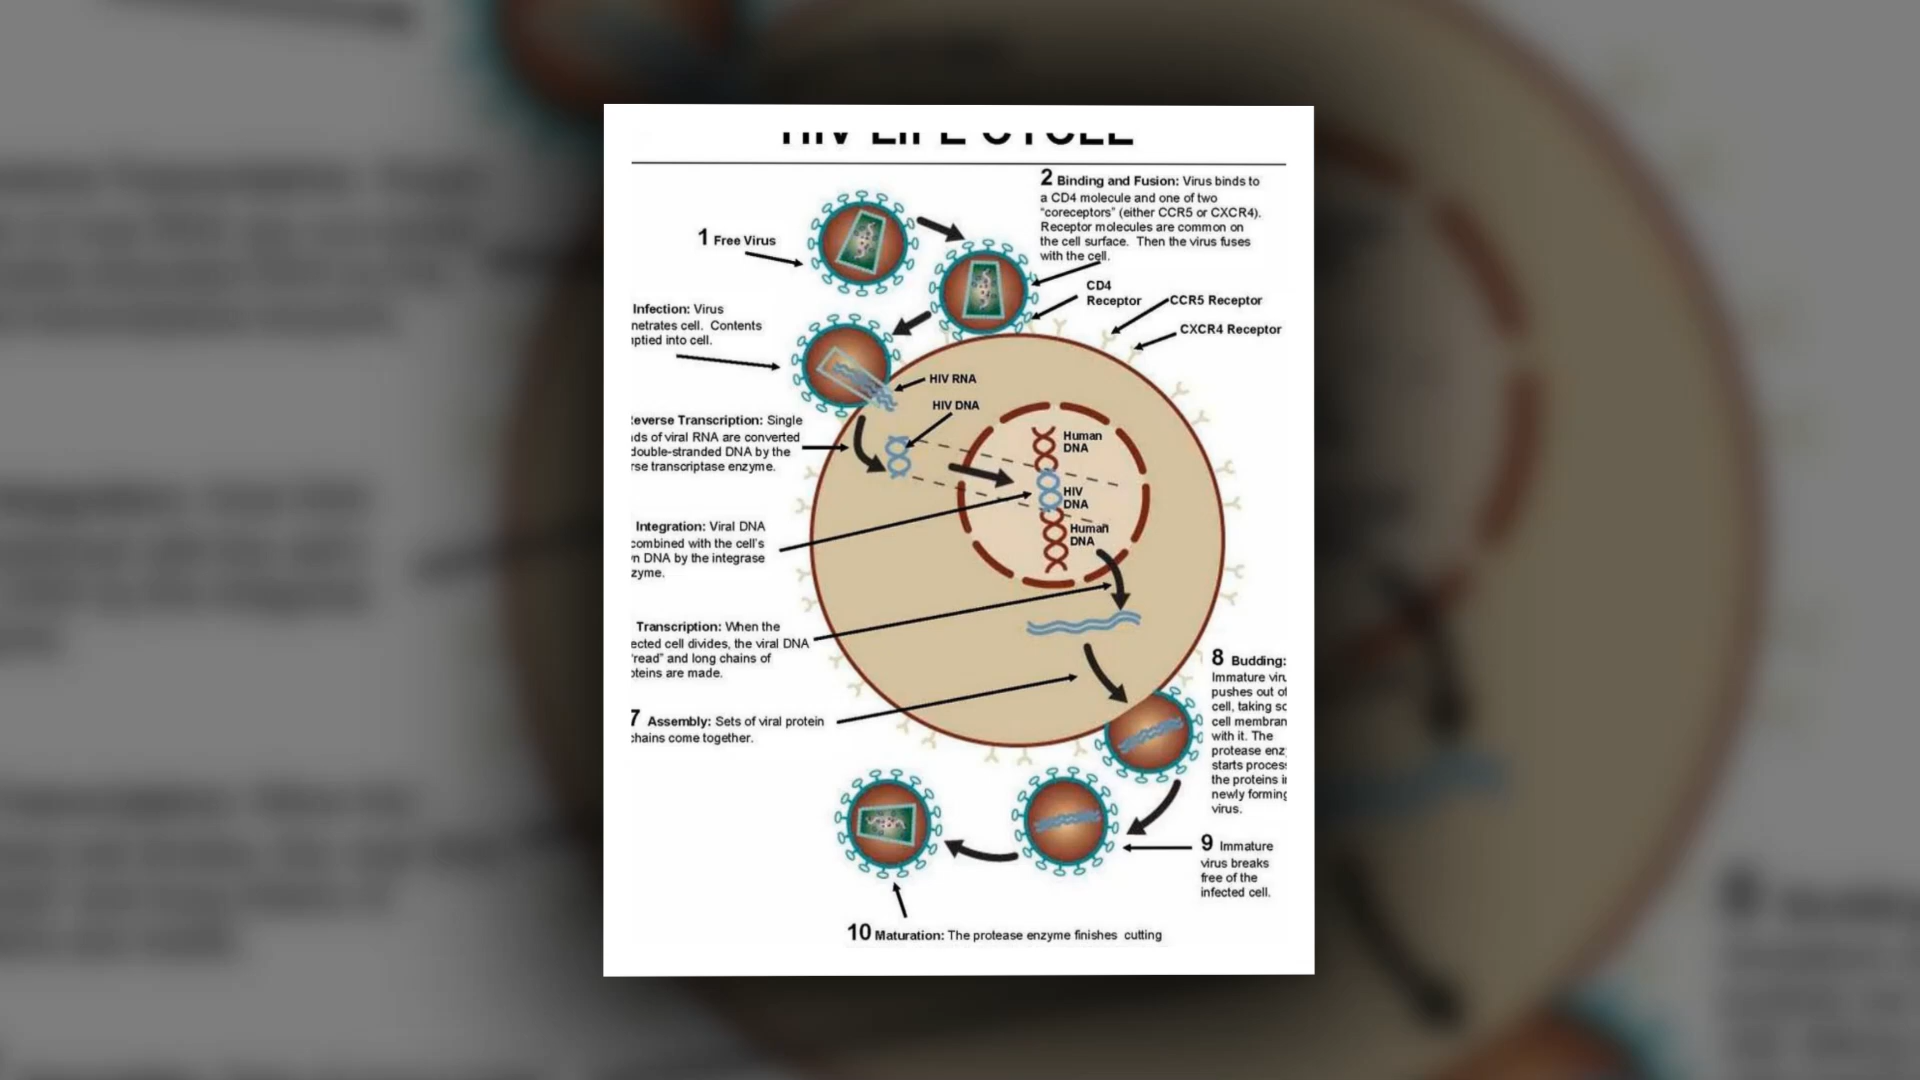 HIV LIFE CYCLE
2 Binding and Fusion: Virus binds to
a CD4 molecule and one of two
"coreceptors" (either CCR5 or CXCR4).
Receptor molecules are common on
the cell surface. Then the virus fuses
with the cell.
1 Free Virus
CD4
Receptor
CCR5 Receptor
CXCR4 Receptor
Infection: Virus
netrates cell. Contents
ptied into cell.
HIV RNA
HIV DNA
everse Transcription: Single
ds of viral RNA are converted
double-stranded DNA by the
rse transcriptase enzyme.
Human
DNA
HIV
DNA
Human
DNA
Integration: Viral DNA
combined with the cell's
n DNA by the integrase
zyme.
Transcription: When the
ected cell divides, the viral DNA
"read" and long chains of
oteins are made.
7 Assembly: Sets of viral protein
chains come together.
8 Budding:
Immature viru
pushes out of
cell, taking so
cell membran
with it. The
protease enz
starts process
the proteins i
newly forming
virus.
9 Immature
virus breaks
free of the
infected cell.
10 Maturation: The protease enzyme finishes cutting